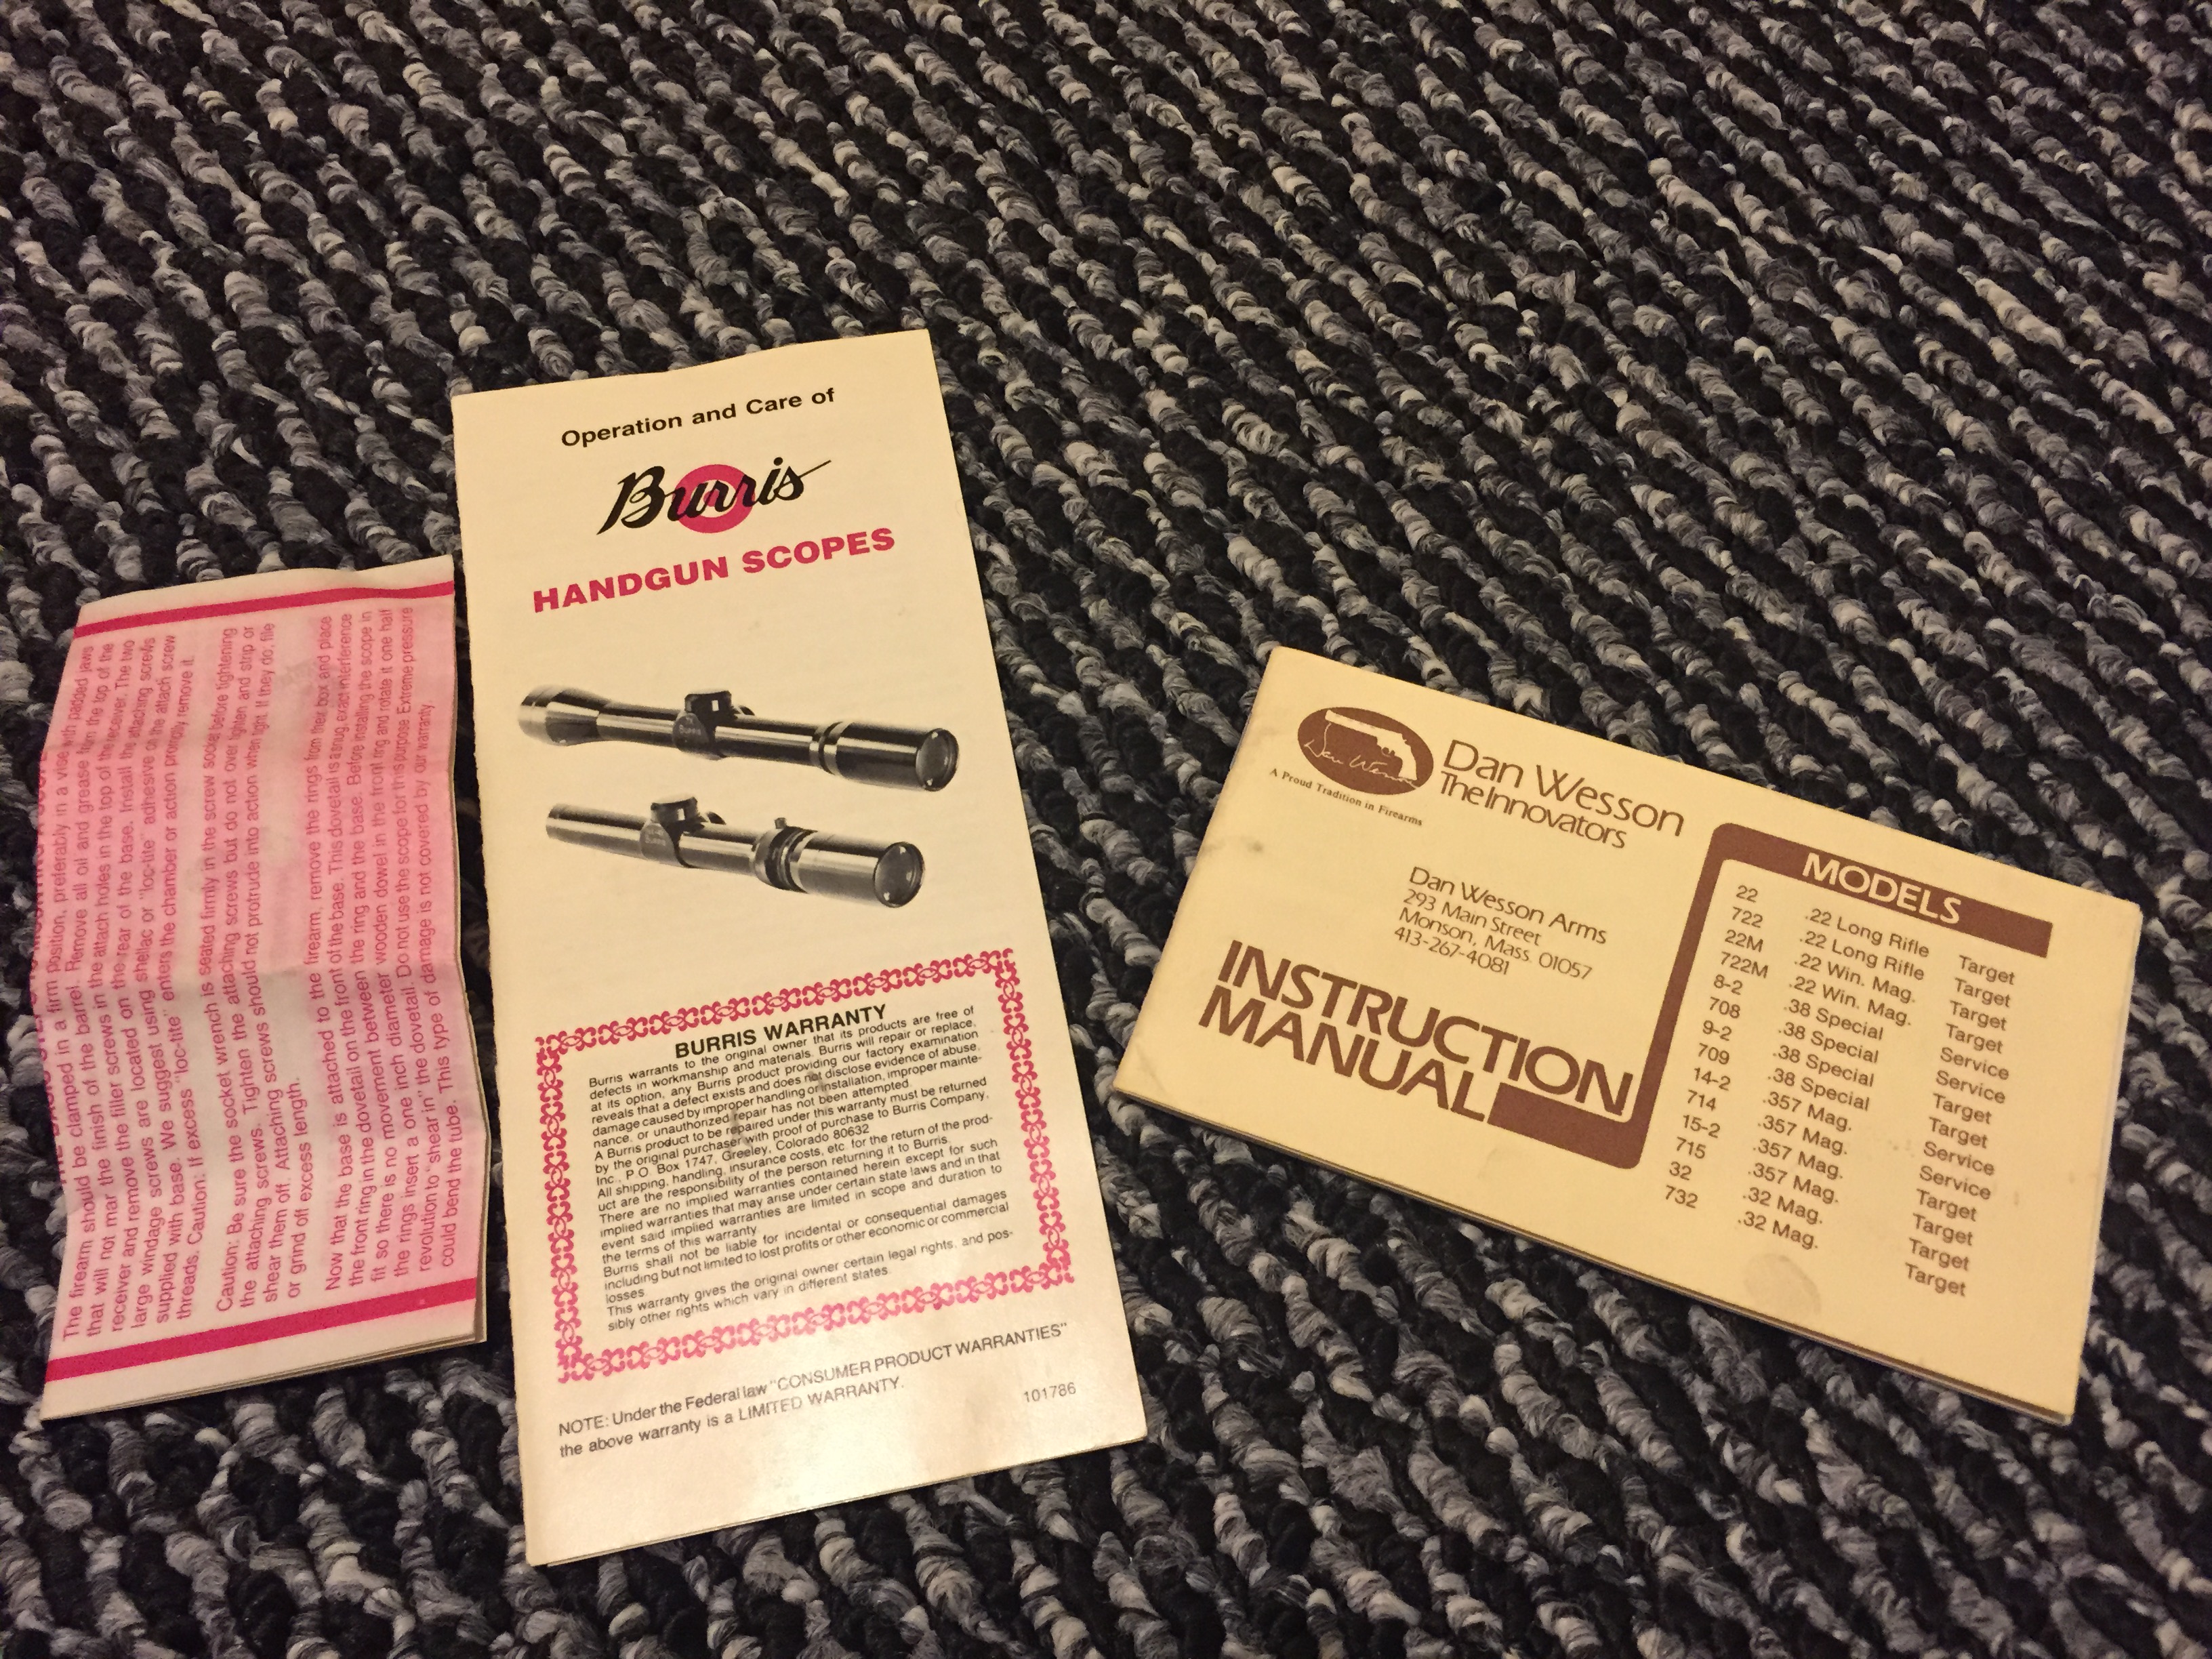 The firearm should be clamped in a firm position, preferably in a vise with padded jaws
that will not mar the finish of the barrel. Remove all oil and grease from the top of the
receiver and remove the filler screws in the attach holes in the top of the receiver. The two
large windage screws are located on the rear of the base. Install the attaching screws
supplied with base. We suggest using shellac or "loc-tite" adhesive on the attach screw
threads. Caution: If excess "loc-tite" enters the chamber or action promptly remove it.
Caution: Be sure the socket wrench is seated firmly in the screw socket before tightening
the attaching screws. Tighten the attaching screws but do not over tighten and strip or
shear them off. Attaching screws should not protrude into action when tight. If they do; file
or grind off excess length.
Now that the base is attached to the firearm, remove the rings from their box and place
the front ring in the dovetail on the front of the base. This dovetail is a snug, exact interference
fit so there is no movement between the ring and the base. Before installing the scope in
the rings insert a one inch diameter wooden dowel in the front ring and rotate it one half
revolution to "shear in" the dovetail. Do not use the scope for this purpose. Extreme pressure
could bend the tube. This type of damage is not covered by our warranty.
Operation and Care of
Burris
HANDGUN SCOPES
BURRIS WARRANTY
Burris warrants to the original owner that its products are free of
defects in workmanship and materials. Burris will repair or replace,
at its option, any Burris product providing our factory examination
reveals that a defect exists and does not disclose evidence of abuse,
damage caused by improper handling or installation, improper mainte-
nance, or unauthorized repair has not been attempted.
A Burris product to be repaired under this warranty must be returned
by the original purchaser with proof of purchase to Burris Company,
Inc., P.O. Box 1747, Greeley, Colorado 80632
All shipping, handling, insurance costs, etc. for the return of the prod-
uct are the responsibility of the person returning it to Burris.
There are no implied warranties contained herein except for such
implied warranties that may arise under certain state laws and in that
event said implied warranties are limited in scope and duration to
the terms of this warranty.
Burris shall not be liable for incidental or consequential damages
including but not limited to lost profits or other economic or commercial
losses.
This warranty gives the original owner certain legal rights, and pos-
sibly other rights which vary in different states.
NOTE: Under the Federal law "CONSUMER PRODUCT WARRANTIES"
the above warranty is a LIMITED WARRANTY.
101786
Dan Wesson
A Proud Tradition in Firearms
Dan Wesson
The Innovators
Dan Wesson Arms
293 Main Street
Monson, Mass. 01057
413-267-4081
INSTRUCTION
MANUAL
MODELS
22 .22 Long Rifle Target
722 .22 Long Rifle Target
22M .22 Win. Mag. Target
722M .22 Win. Mag. Target
8-2 .38 Special Service
708 .38 Special Service
9-2 .38 Special Target
709 .38 Special Target
14-2 .357 Mag. Service
714 .357 Mag. Service
15-2 .357 Mag. Target
715 .357 Mag. Target
32 .32 Mag. Target
732 .32 Mag. Target